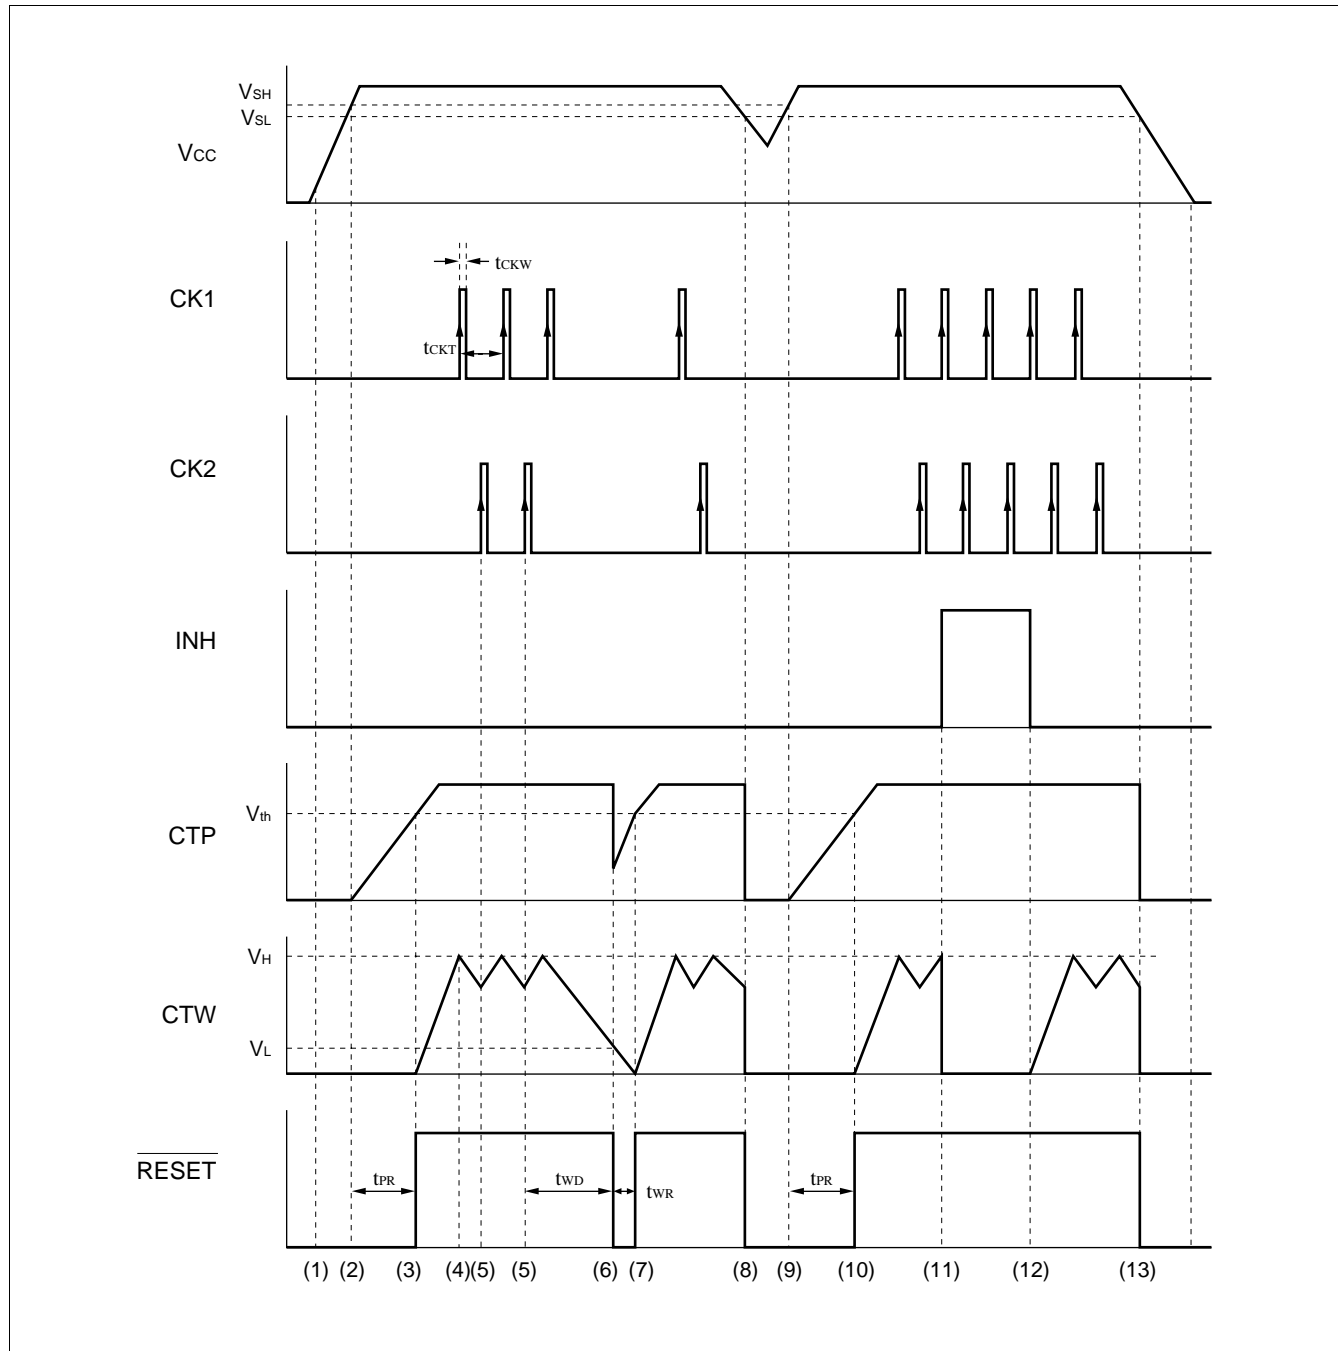 VSH
VSL
VCC
CK1
tCKW
tCKT
CK2
INH
Vth
CTP
VH
CTW
VL
RESET
tPR
tWD
tWR
tPR
(1) (2) (3) (4) (5) (5) (6) (7) (8) (9) (10) (11) (12) (13)